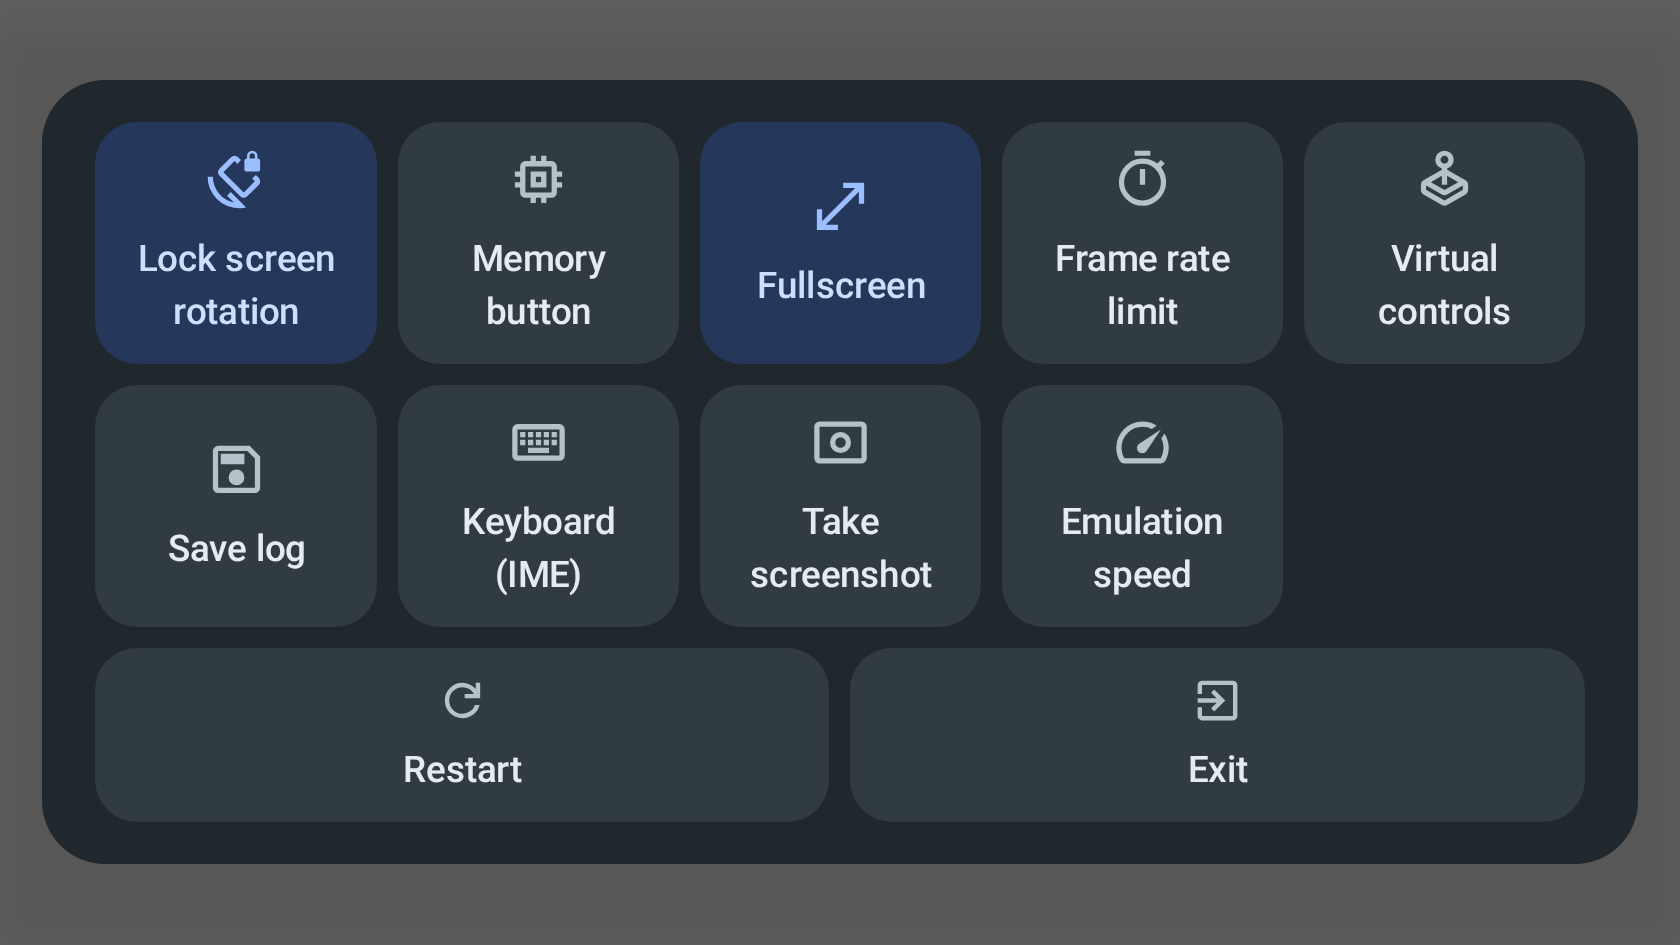 Lock screen
rotation
Memory
button
Fullscreen
Frame rate
limit
Virtual
controls
Save log
Keyboard
(IME)
Take
screenshot
Emulation
speed
Restart
Exit